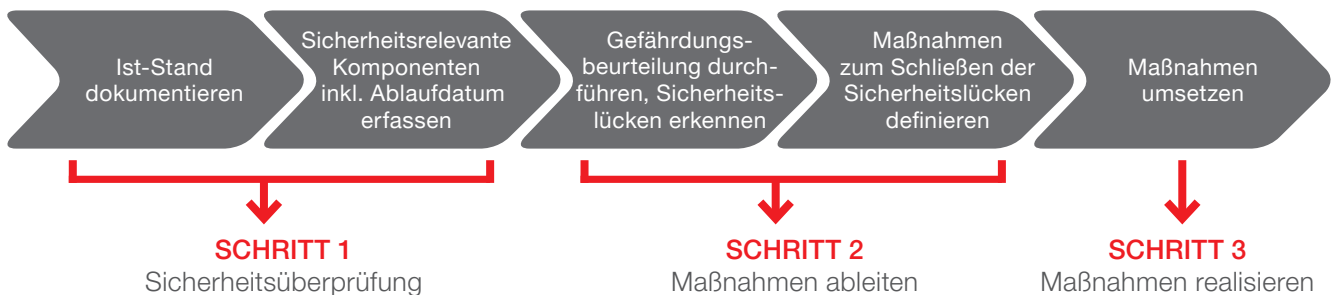 Ist-Stand
dokumentieren
Sicherheitsrelevante
Komponenten
inkl. Ablaufdatum
erfassen
Gefährdungs-
beurteilung durch-
führen, Sicherheits-
lücken erkennen
Maßnahmen
zum Schließen der
Sicherheitslücken
definieren
Maßnahmen
umsetzen
SCHRITT 1
Sicherheitsüberprüfung
SCHRITT 2
Maßnahmen ableiten
SCHRITT 3
Maßnahmen realisieren